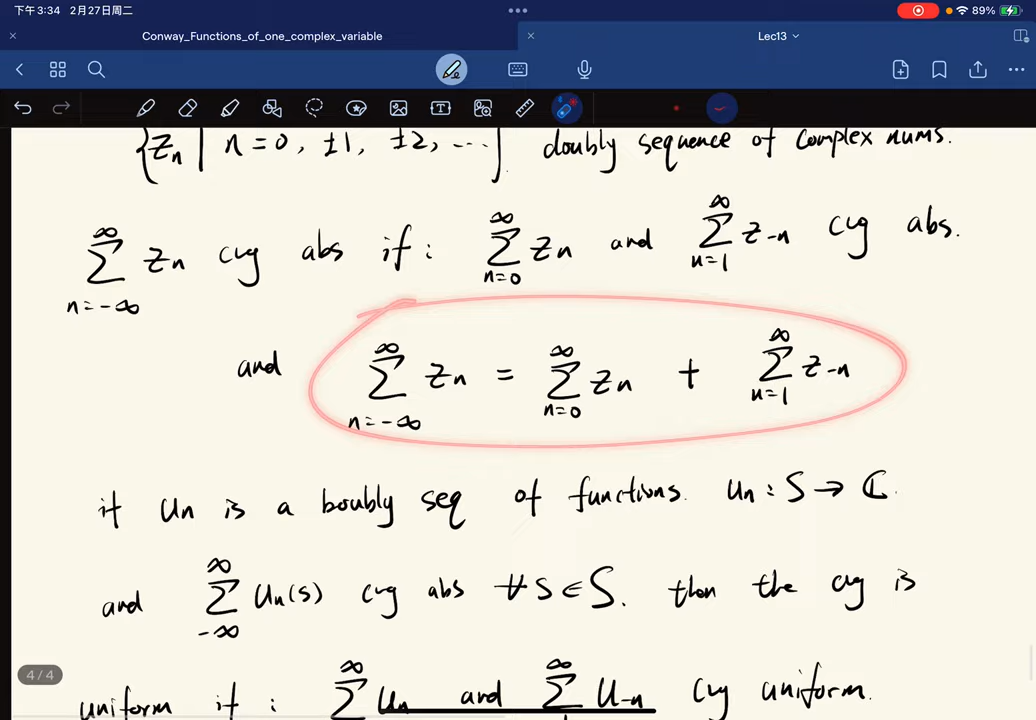 下午3:34 2月27日周二
89%
Conway_Functions_of_one_complex_variable
Lec13
{Zn | n = 0, ±1, ±2, ...} doubly sequence of complex nums.
∑_{n=-∞}^{∞} Zn cvg abs if: ∑_{n=0}^{∞} Zn and ∑_{n=1}^{∞} Z-n cvg abs.
and ∑_{n=-∞}^{∞} Zn = ∑_{n=0}^{∞} Zn + ∑_{n=1}^{∞} Z-n
if Un is a boubly seq of functions. Un : S → ℂ.
and ∑_{-∞}^{∞} Un(s) cvg abs ∀ s ∈ S. then the cvg is
4/4
uniform if : ∑^{∞} Un and ∑^{∞} U-n cvg uniform.